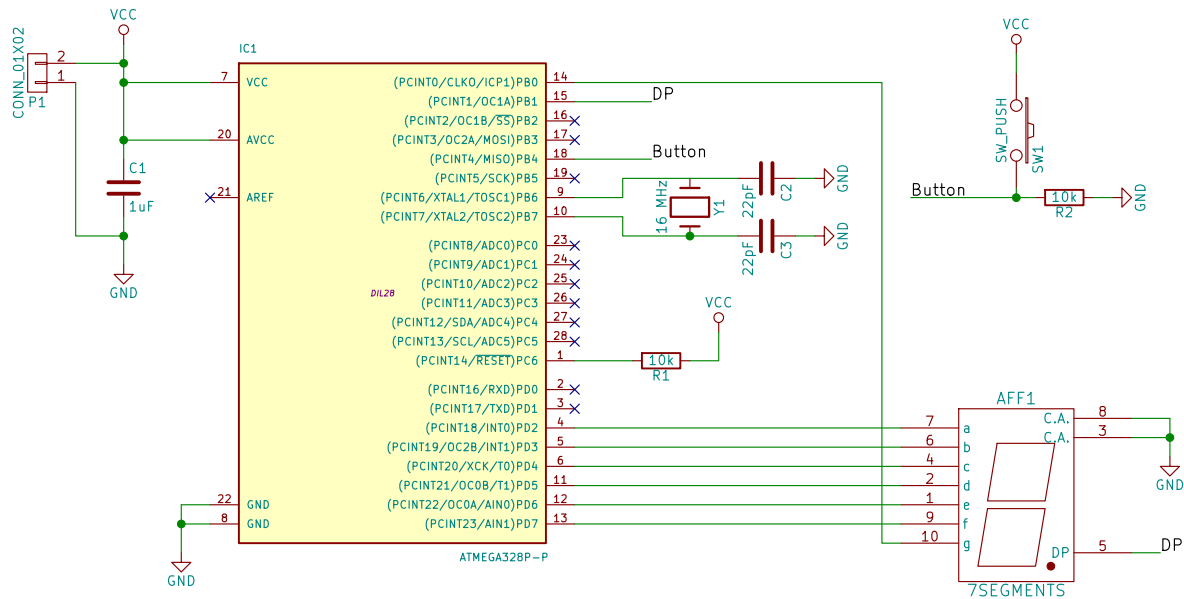 VCC
CONN_01X02
2
1
P1
C1
1uF
GND
IC1
7 VCC
20 AVCC
21 AREF
22 GND
8 GND
GND
DIL28
(PCINT0/CLKO/ICP1)PB0 14
(PCINT1/OC1A)PB1 15 DP
(PCINT2/OC1B/SS)PB2 16
(PCINT3/OC2A/MOSI)PB3 17
(PCINT4/MISO)PB4 18 Button
(PCINT5/SCK)PB5 19
(PCINT6/XTAL1/TOSC1)PB6 9
(PCINT7/XTAL2/TOSC2)PB7 10
(PCINT8/ADC0)PC0 23
(PCINT9/ADC1)PC1 24
(PCINT10/ADC2)PC2 25
(PCINT11/ADC3)PC3 26
(PCINT12/SDA/ADC4)PC4 27
(PCINT13/SCL/ADC5)PC5 28
(PCINT14/RESET)PC6 1
(PCINT16/RXD)PD0 2
(PCINT17/TXD)PD1 3
(PCINT18/INT0)PD2 4
(PCINT19/OC2B/INT1)PD3 5
(PCINT20/XCK/T0)PD4 6
(PCINT21/OC0B/T1)PD5 11
(PCINT22/OC0A/AIN0)PD6 12
(PCINT23/AIN1)PD7 13
ATMEGA328P-P
16 MHz
Y1
22pF
C2
GND
22pF
C3
GND
VCC
10k
R1
VCC
SW_PUSH
SW1
Button
10k
R2
GND
AFF1
7 a
6 b
4 c
2 d
1 e
9 f
10 g
C.A. 8
C.A. 3
GND
DP 5 DP
7SEGMENTS